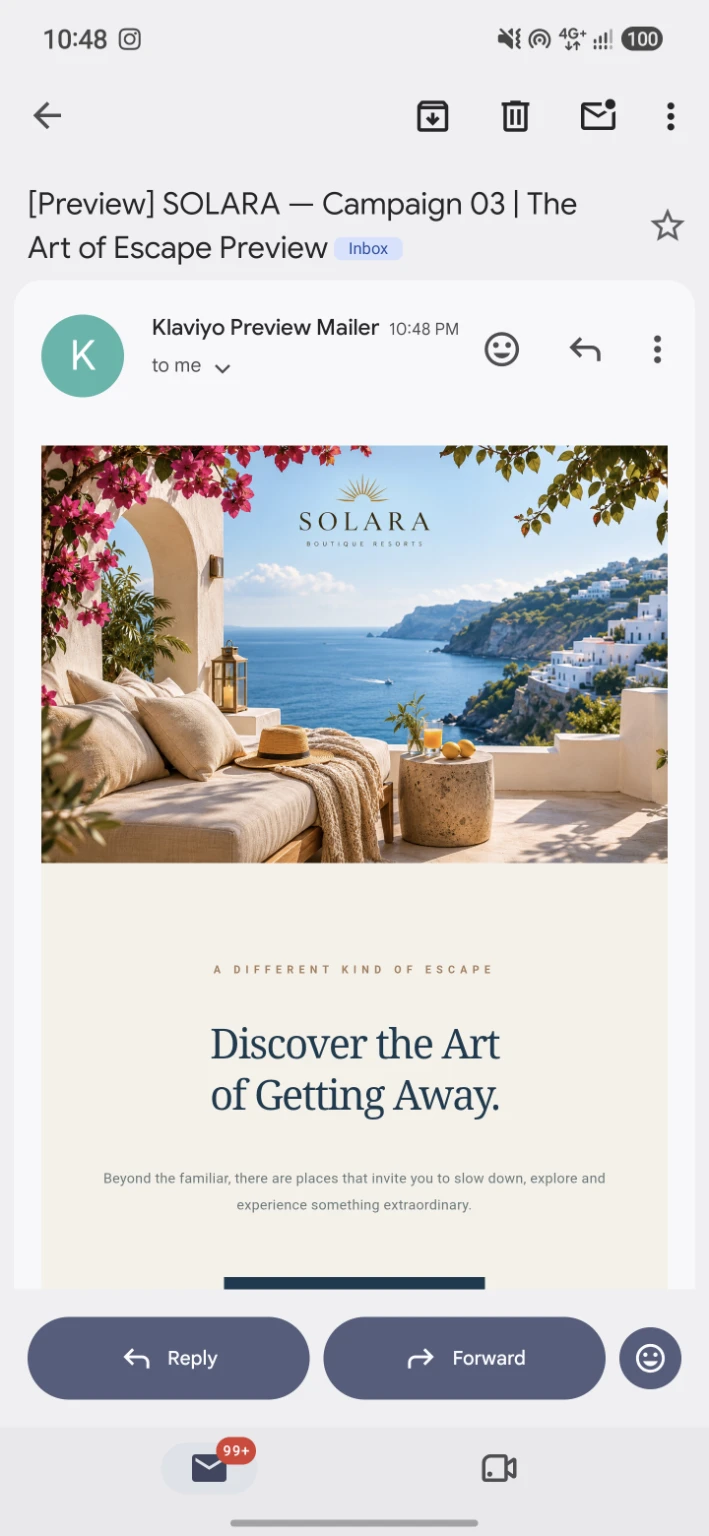 10:48
4G+
100
[Preview] SOLARA — Campaign 03 | The
Art of Escape Preview Inbox
K
Klaviyo Preview Mailer 10:48 PM
to me
SOLARA
BOUTIQUE RESORTS
A DIFFERENT KIND OF ESCAPE
Discover the Art
of Getting Away.
Beyond the familiar, there are places that invite you to slow down, explore and
experience something extraordinary.
Reply
Forward
99+